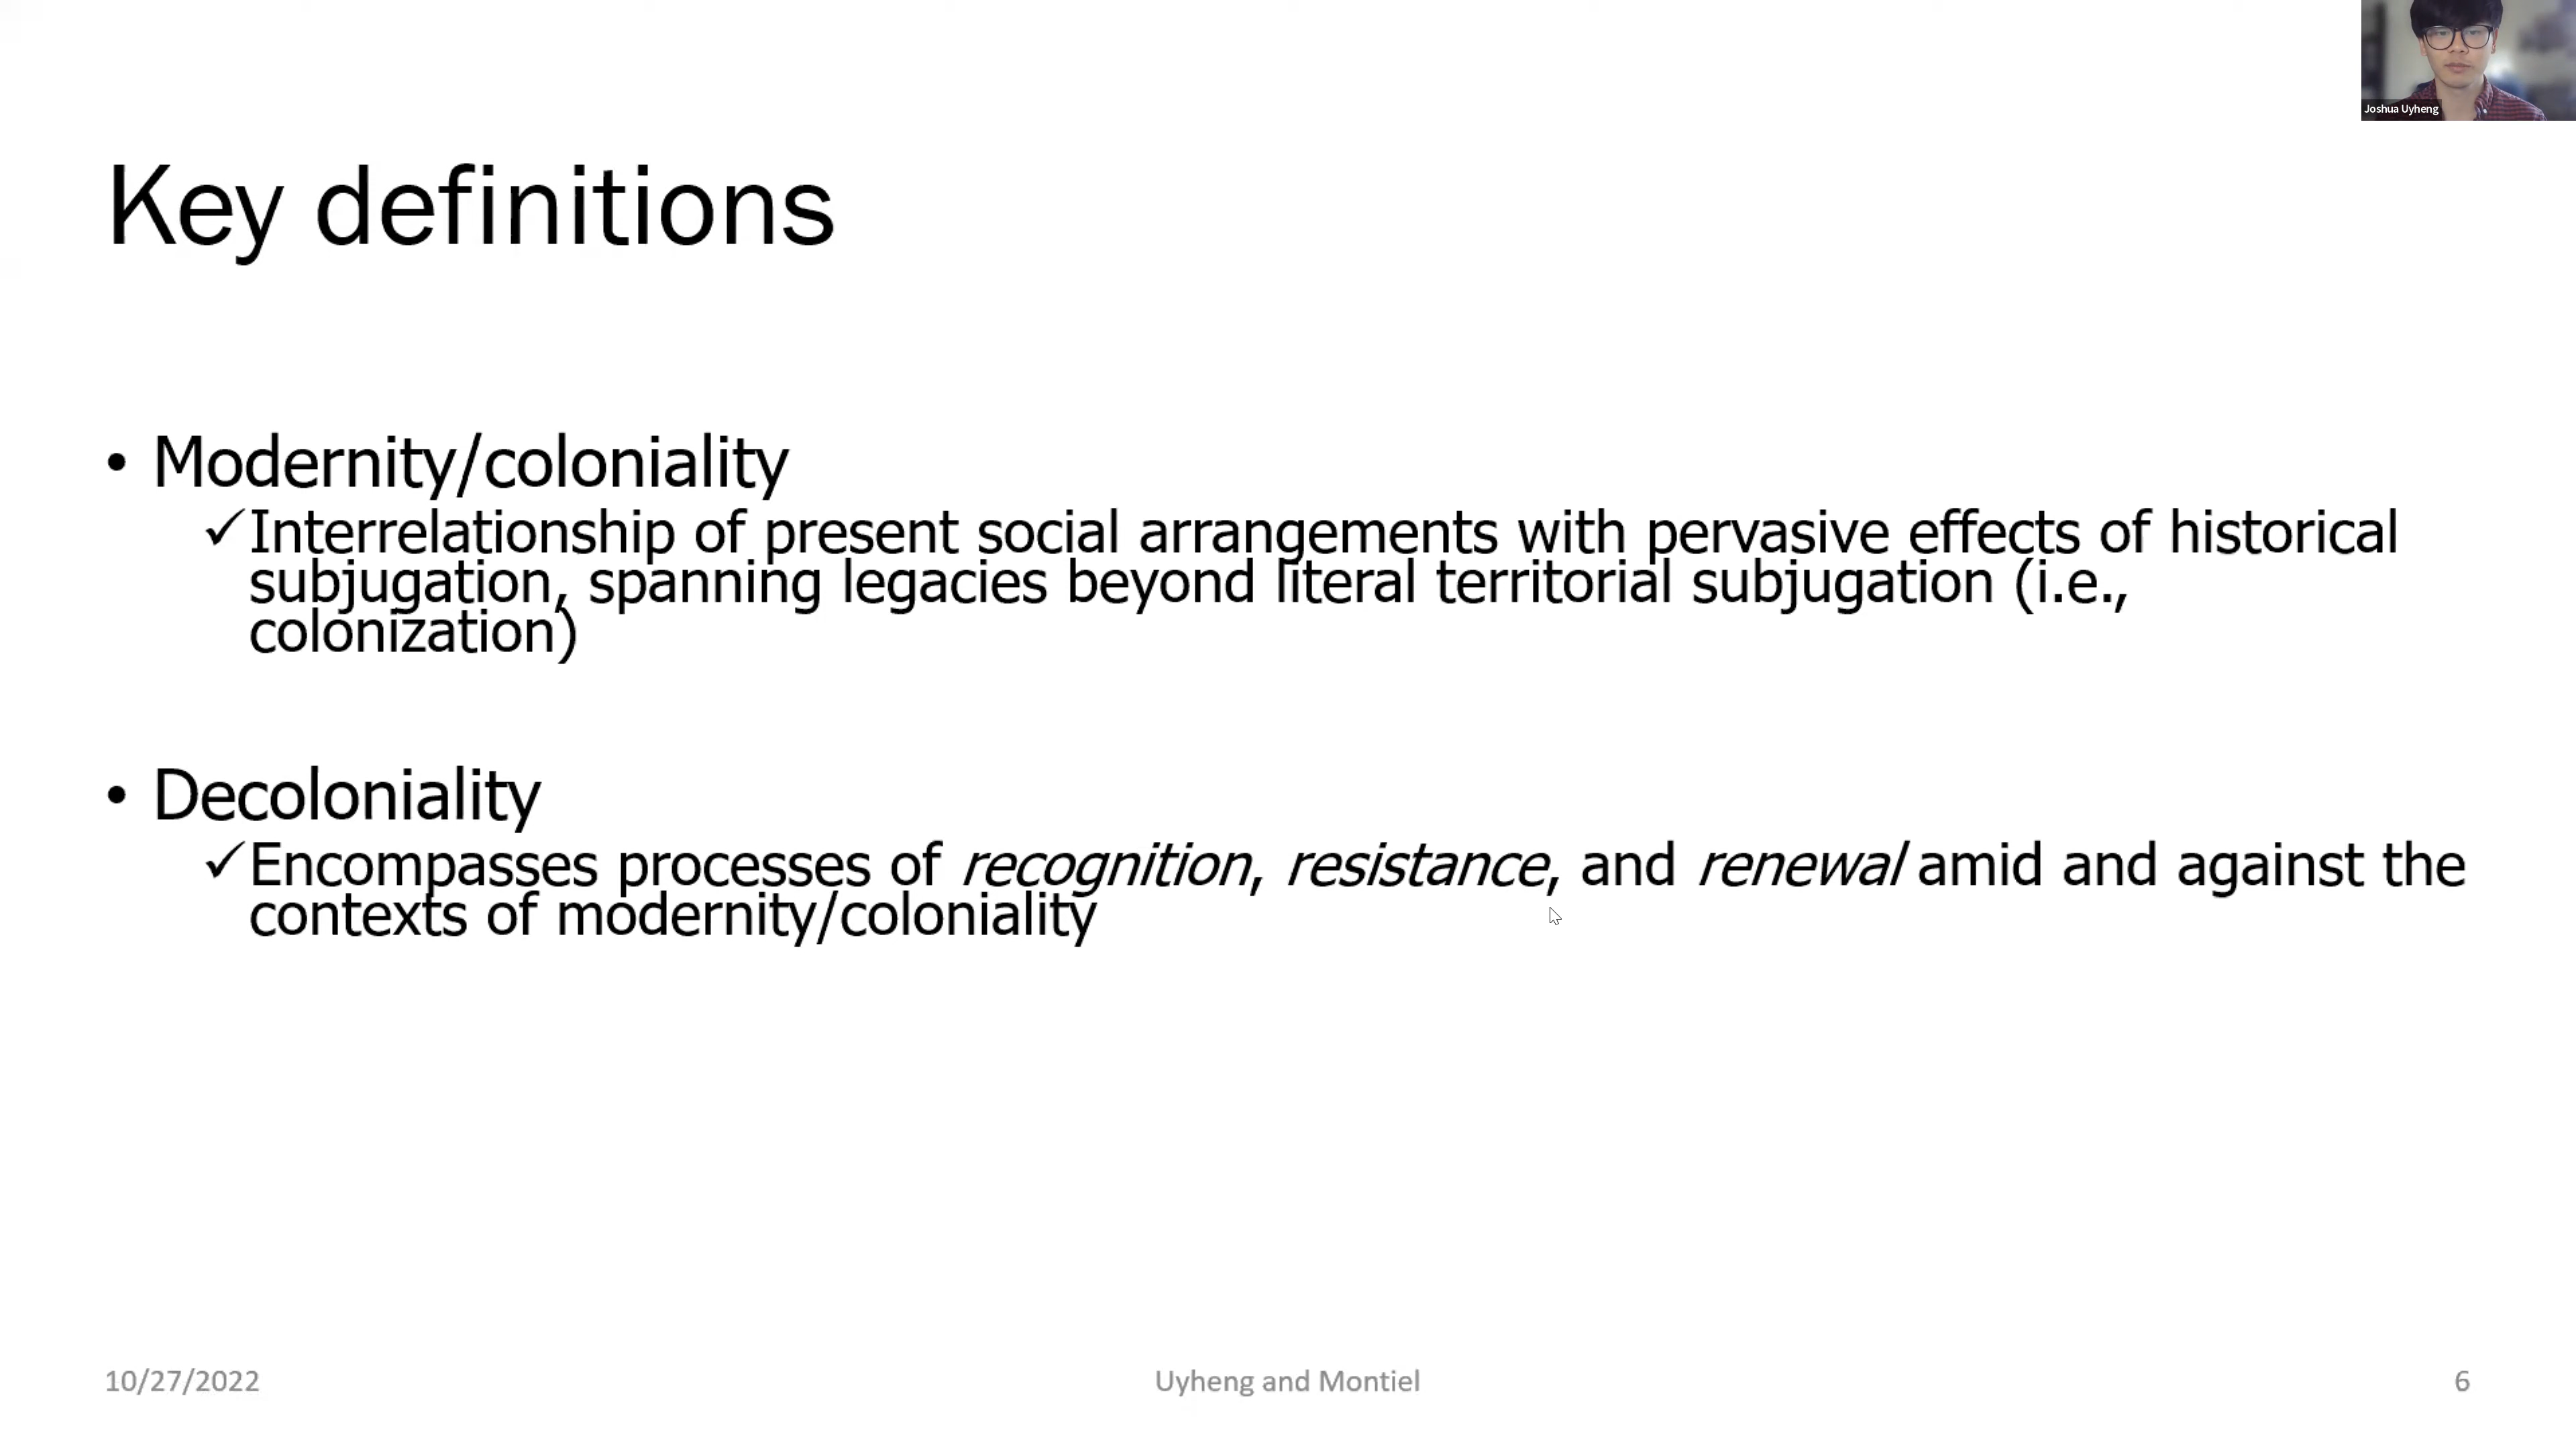 Joshua Uyheng
Key definitions
• Modernity/coloniality
✓Interrelationship of present social arrangements with pervasive effects of historical
subjugation, spanning legacies beyond literal territorial subjugation (i.e.,
colonization)
• Decoloniality
✓Encompasses processes of recognition, resistance, and renewal amid and against the
contexts of modernity/coloniality
10/27/2022
Uyheng and Montiel
6